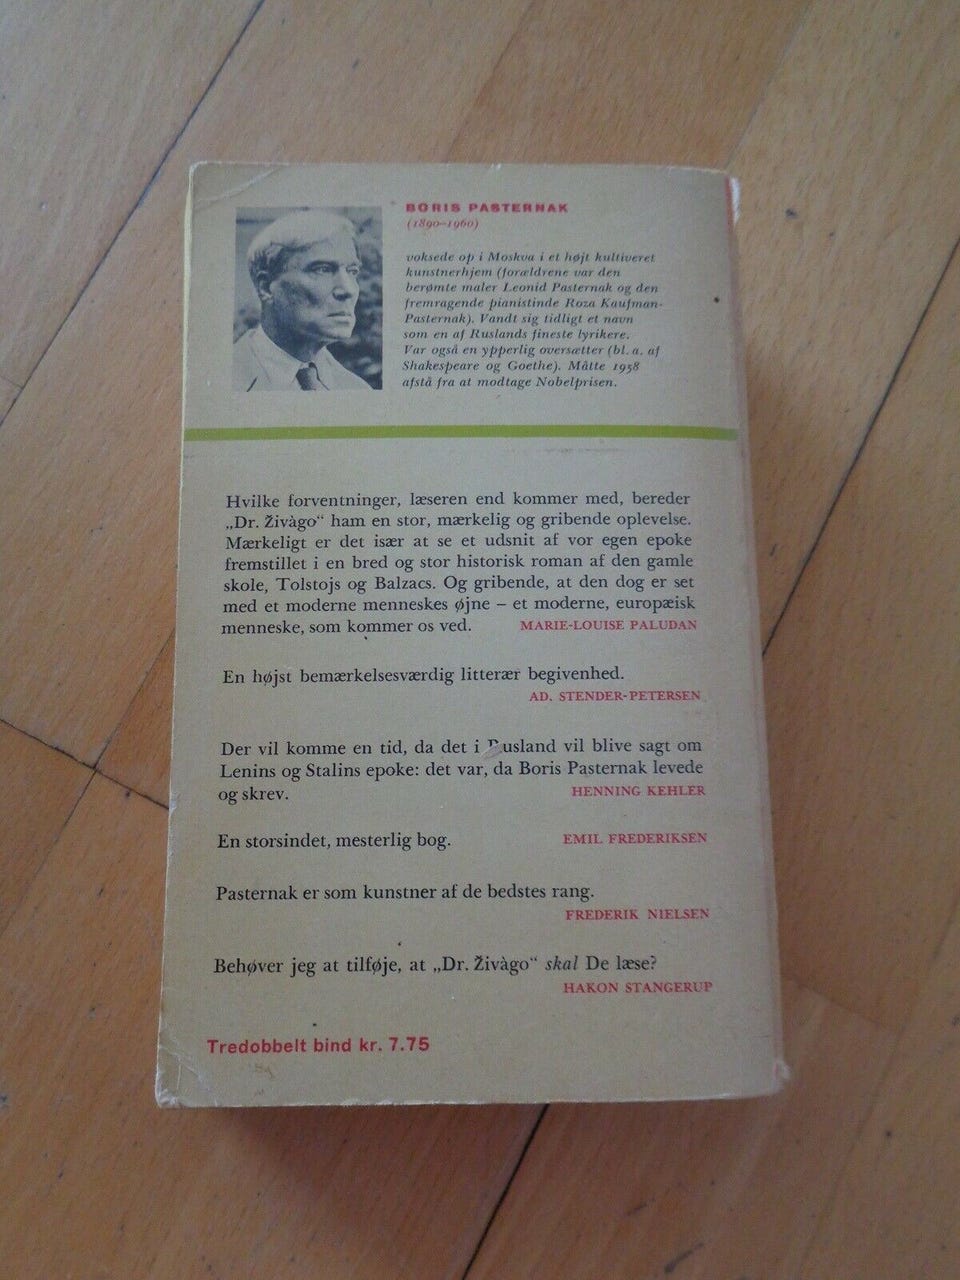 BORIS PASTERNAK
(1890–1960)
voksede op i Moskva i et højt kultiveret
kunstnerhjem (forældrene var den
berømte maler Leonid Pasternak og den
fremragende pianistinde Roza Kaufman-
Pasternak). Vandt sig tidligt et navn
som en af Ruslands fineste lyrikere.
Var også en ypperlig oversætter (bl. a. af
Shakespeare og Goethe). Måtte 1958
afstå fra at modtage Nobelprisen.
Hvilke forventninger, læseren end kommer med, bereder
„Dr. Živàgo“ ham en stor, mærkelig og gribende oplevelse.
Mærkeligt er det især at se et udsnit af vor egen epoke
fremstillet i en bred og stor historisk roman af den gamle
skole, Tolstojs og Balzacs. Og gribende, at den dog er set
med et moderne menneskes øjne – et moderne, europæisk
menneske, som kommer os ved. MARIE-LOUISE PALUDAN
En højst bemærkelsesværdig litterær begivenhed.
AD. STENDER-PETERSEN
Der vil komme en tid, da det i Rusland vil blive sagt om
Lenins og Stalins epoke: det var, da Boris Pasternak levede
og skrev. HENNING KEHLER
En storsindet, mesterlig bog. EMIL FREDERIKSEN
Pasternak er som kunstner af de bedstes rang.
FREDERIK NIELSEN
Behøver jeg at tilføje, at „Dr. Živàgo“ skal De læse?
HAKON STANGERUP
Tredobbelt bind kr. 7.75